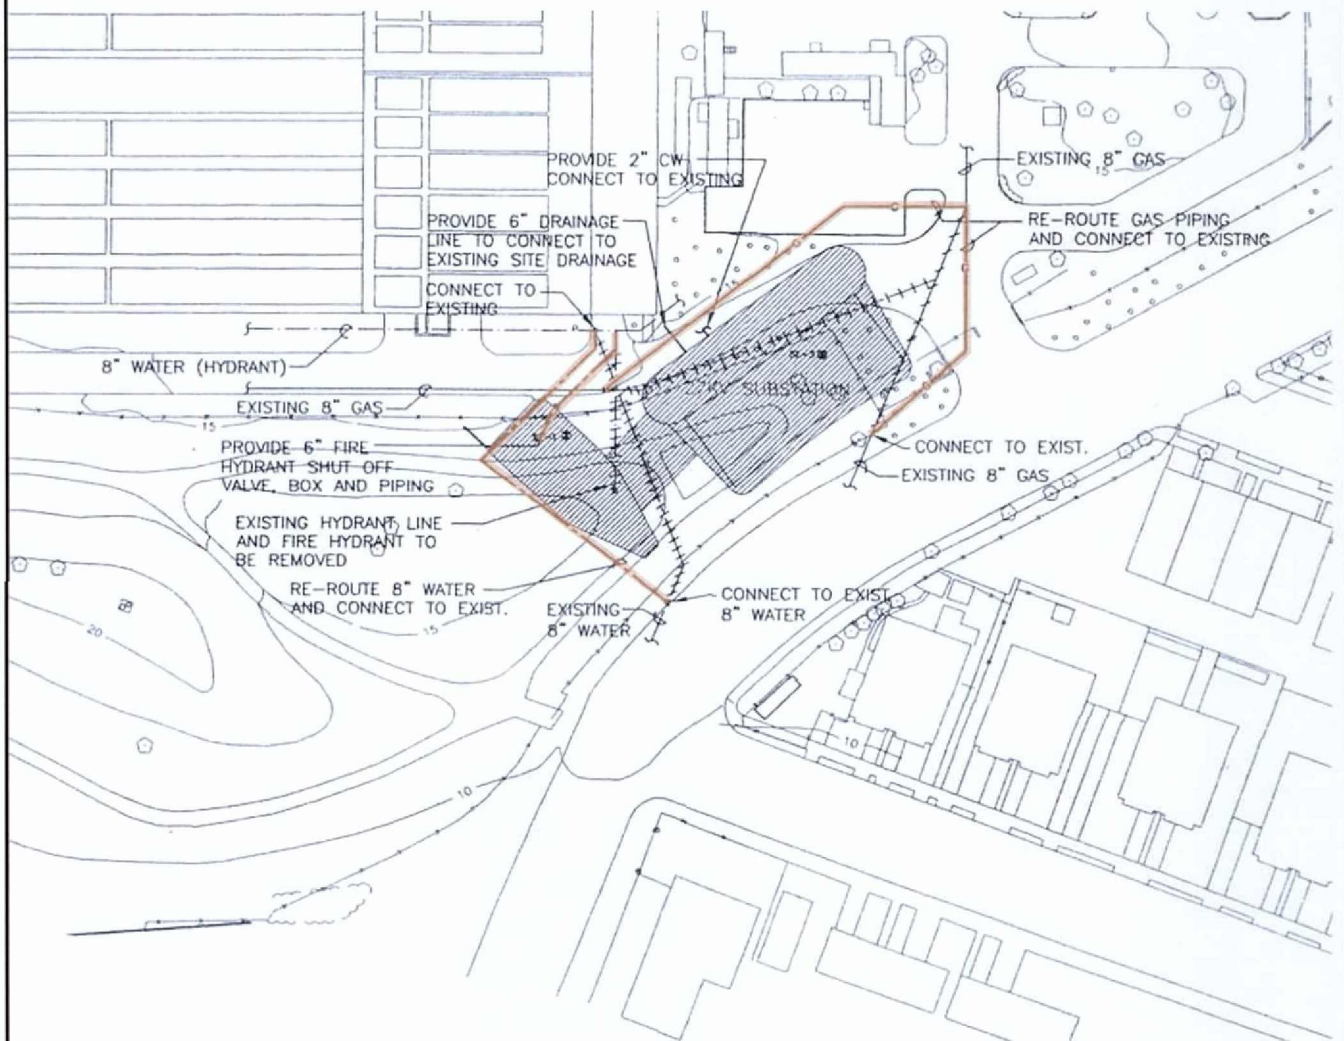 PROVIDE 2" CW
CONNECT TO EXISTING
EXISTING 8" GAS
15
PROVIDE 6" DRAINAGE
LINE TO CONNECT TO
EXISTING SITE DRAINAGE
RE-ROUTE GAS PIPING
AND CONNECT TO EXISTING
CONNECT TO
EXISTING
15
8" WATER (HYDRANT)
SUBSTATION
EXISTING 8" GAS
15
PROVIDE 6" FIRE
HYDRANT SHUT OFF
VALVE, BOX AND PIPING
CONNECT TO EXIST.
EXISTING 8" GAS
EXISTING HYDRANT LINE
AND FIRE HYDRANT TO
BE REMOVED
RE-ROUTE 8" WATER
AND CONNECT TO EXIST.
CONNECT TO EXIST.
8" WATER
EXISTING
8" WATER
20
15
10
10